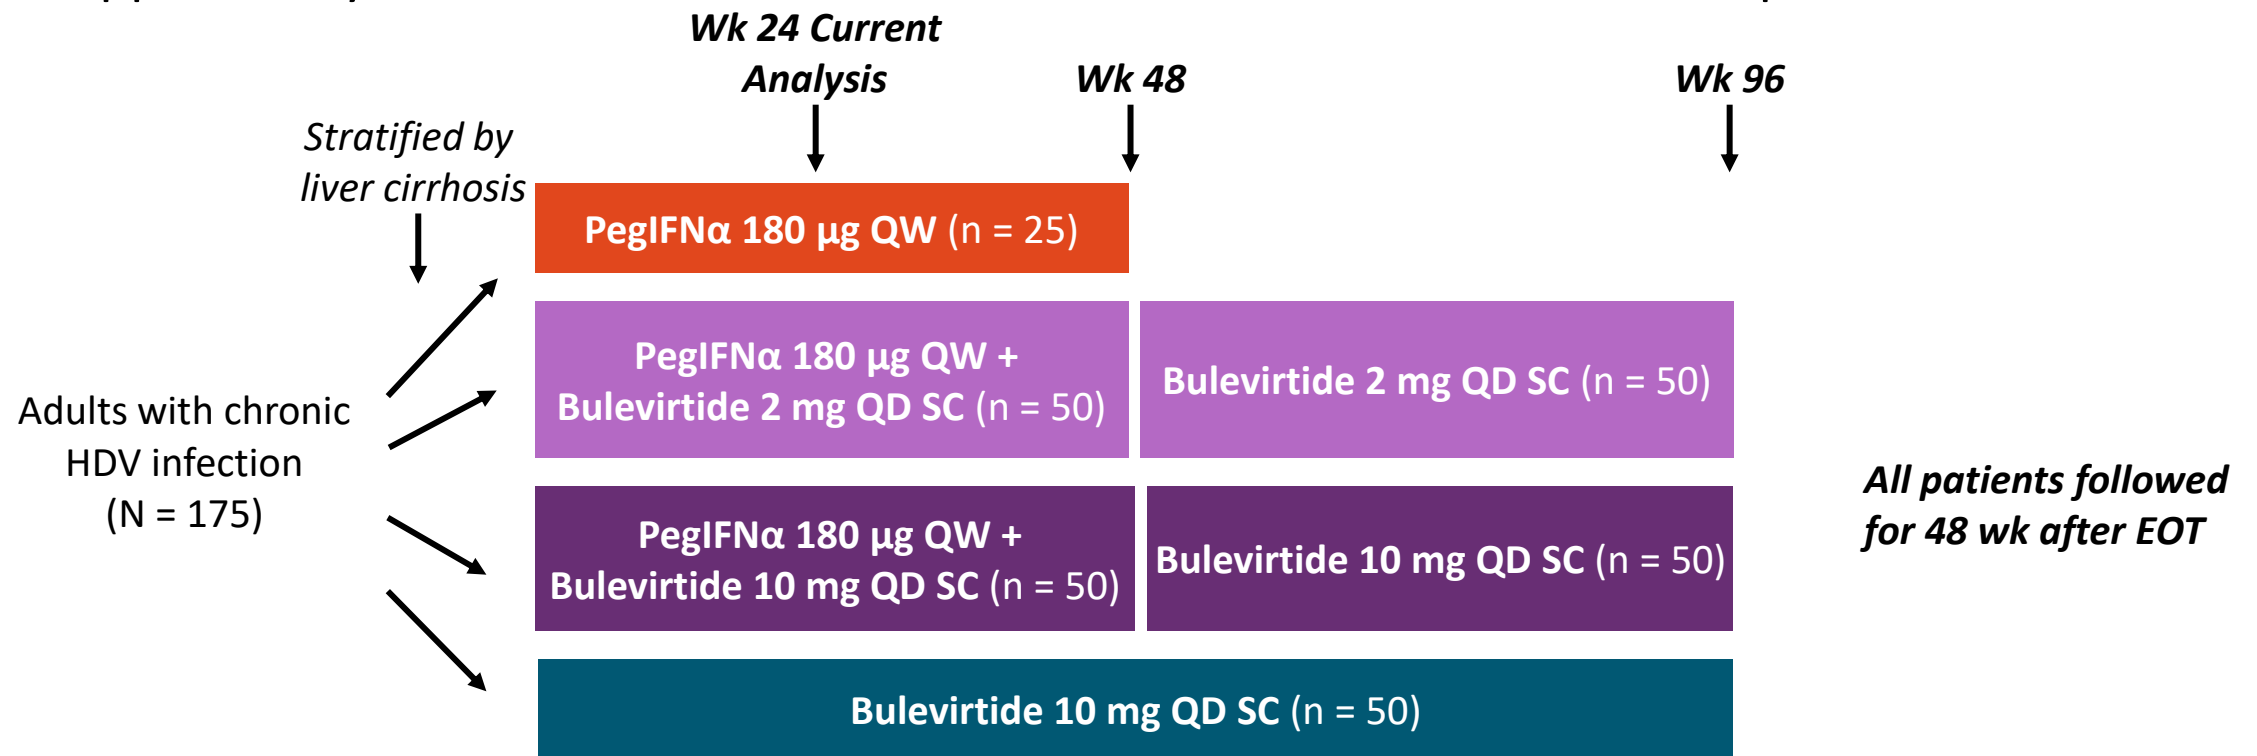 Wk 24 Current
Analysis
Wk 48
Wk 96
Stratified by
liver cirrhosis
PegIFNα 180 µg QW (n = 25)
PegIFNα 180 µg QW +
Bulevirtide 2 mg QD SC (n = 50)
Bulevirtide 2 mg QD SC (n = 50)
Adults with chronic
HDV infection
(N = 175)
PegIFNα 180 µg QW +
Bulevirtide 10 mg QD SC (n = 50)
Bulevirtide 10 mg QD SC (n = 50)
All patients followed
for 48 wk after EOT
Bulevirtide 10 mg QD SC (n = 50)